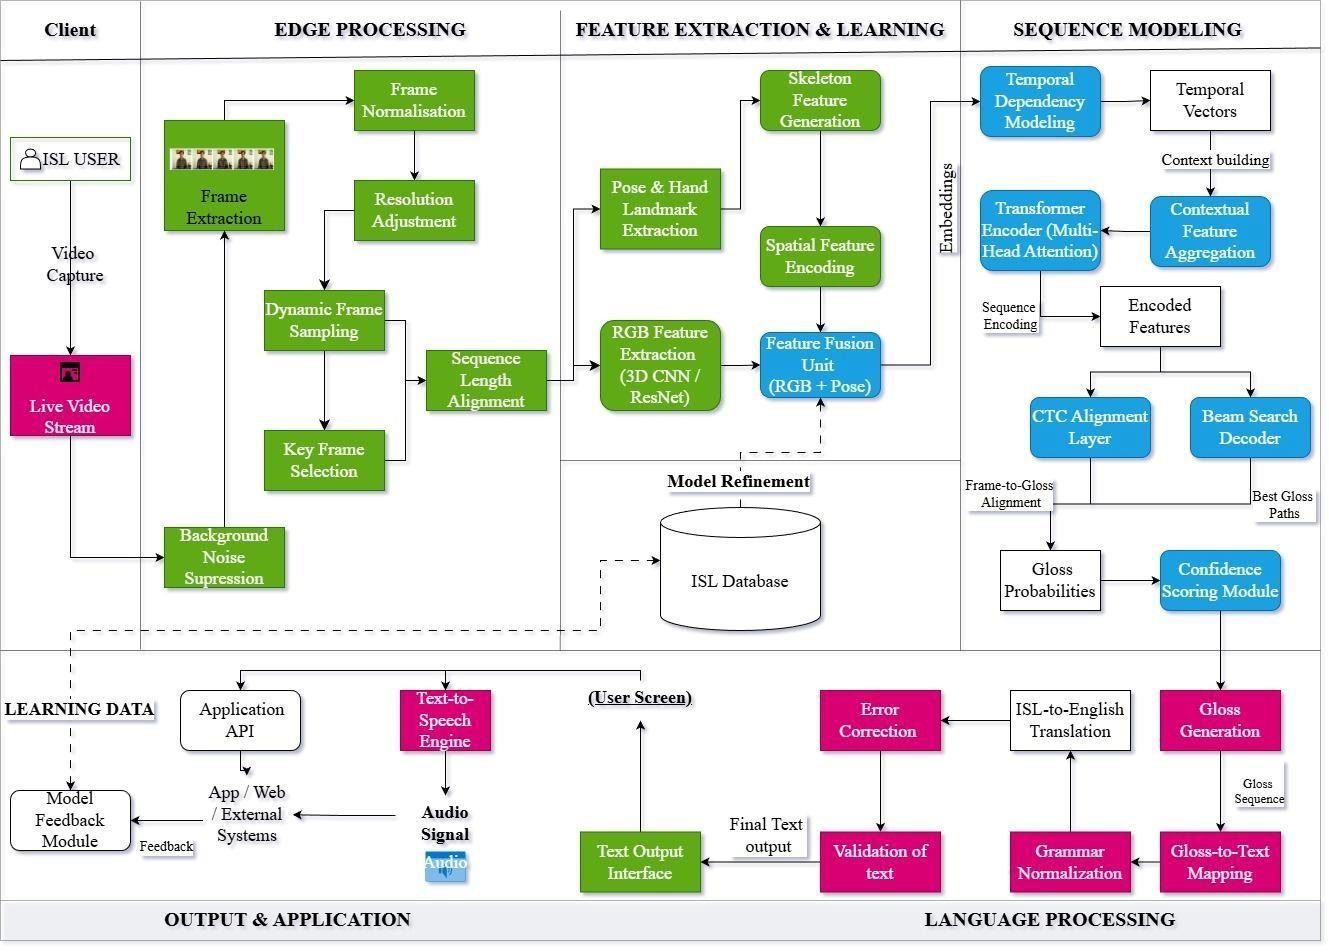 Client
EDGE PROCESSING
FEATURE EXTRACTION & LEARNING
SEQUENCE MODELING
ISL USER
Video
Capture
Live Video
Stream
Frame
Extraction
Frame
Normalisation
Resolution
Adjustment
Dynamic Frame
Sampling
Key Frame
Selection
Sequence
Length
Alignment
Background
Noise
Supression
Pose & Hand
Landmark
Extraction
RGB Feature
Extraction
(3D CNN /
ResNet)
Skeleton
Feature
Generation
Spatial Feature
Encoding
Feature Fusion
Unit
(RGB + Pose)
Embeddings
Model Refinement
ISL Database
Temporal
Dependency
Modeling
Temporal
Vectors
Context building
Contextual
Feature
Aggregation
Transformer
Encoder (Multi-
Head Attention)
Sequence
Encoding
Encoded
Features
CTC Alignment
Layer
Beam Search
Decoder
Frame-to-Gloss
Alignment
Best Gloss
Paths
Gloss
Probabilities
Confidence
Scoring Module
LEARNING DATA
Model
Feedback
Module
Feedback
Application
API
App / Web
/ External
Systems
Text-to-
Speech
Engine
Audio
Signal
Audio
(User Screen)
Text Output
Interface
Final Text
output
Error
Correction
Validation of
text
ISL-to-English
Translation
Grammar
Normalization
Gloss
Generation
Gloss
Sequence
Gloss-to-Text
Mapping
OUTPUT & APPLICATION
LANGUAGE PROCESSING